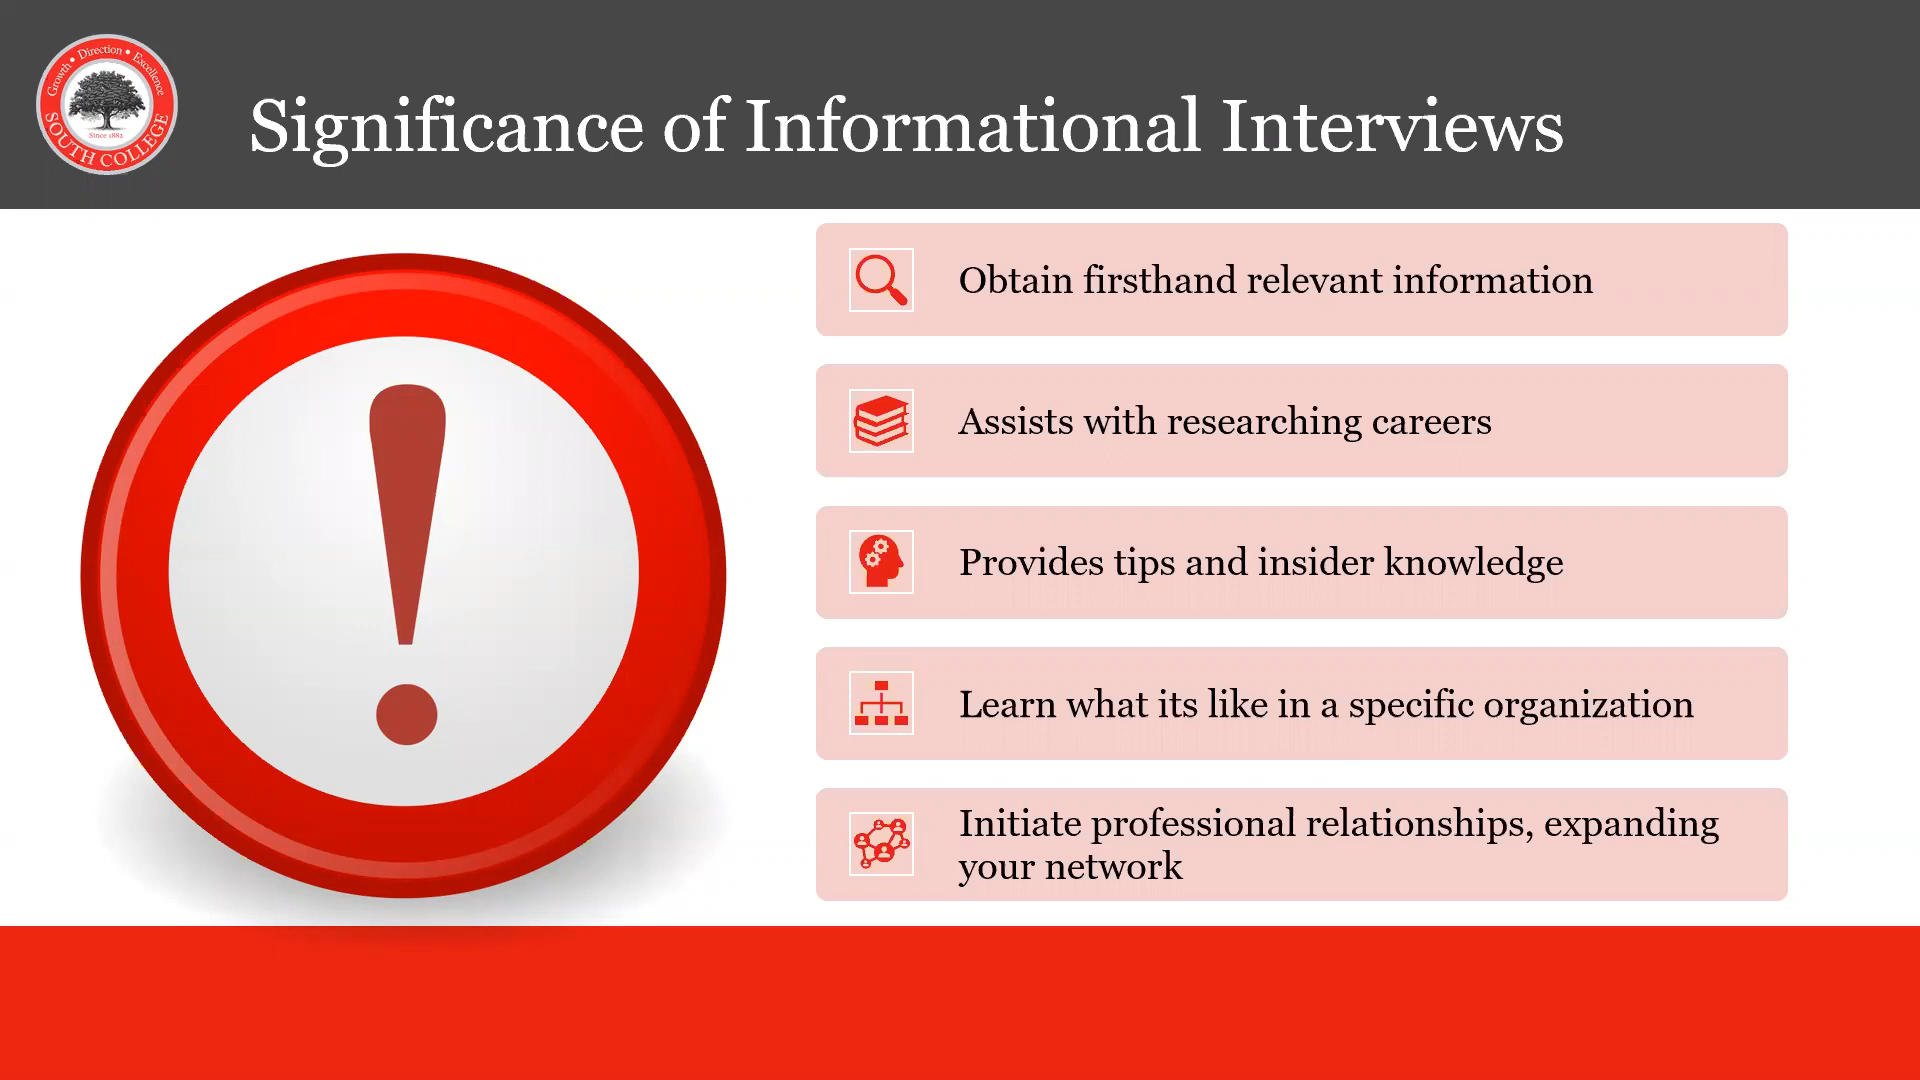 Growth • Direction • Excellence
Since 1882
SOUTH COLLEGE
Significance of Informational Interviews
Obtain firsthand relevant information
Assists with researching careers
Provides tips and insider knowledge
Learn what its like in a specific organization
Initiate professional relationships, expanding
your network